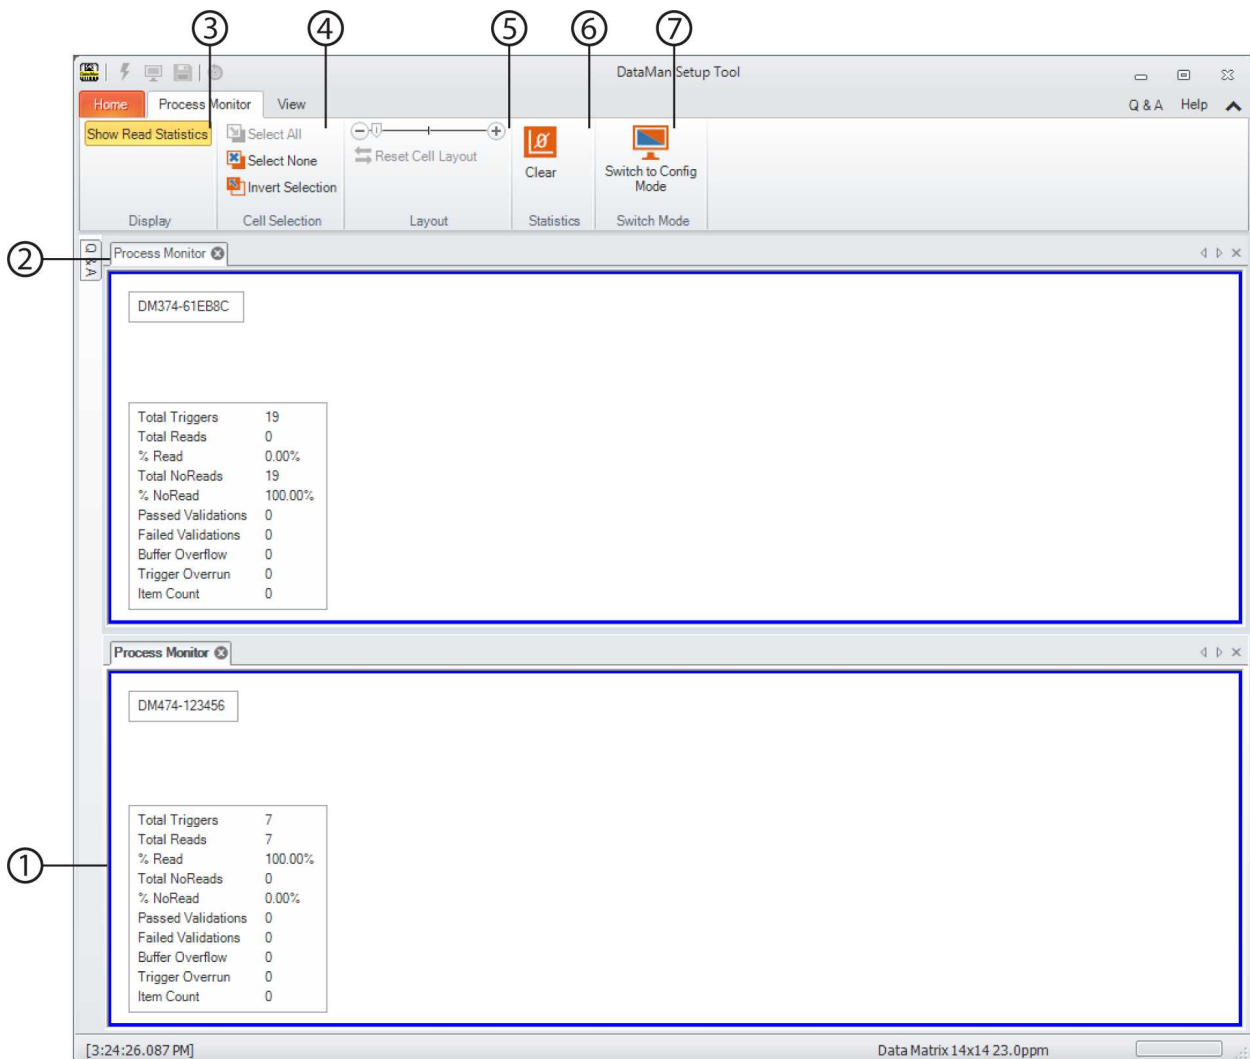 3 4 5 6 7
DataMan Setup Tool
Home Process Monitor View Q & A Help
Show Read Statistics
Select All
Select None
Invert Selection
Reset Cell Layout
Clear
Switch to Config
Mode
Display Cell Selection Layout Statistics Switch Mode
2
Q & A
Process Monitor
DM374-61EB8C
Total Triggers 19
Total Reads 0
% Read 0.00%
Total NoReads 19
% NoRead 100.00%
Passed Validations 0
Failed Validations 0
Buffer Overflow 0
Trigger Overrun 0
Item Count 0
Process Monitor
DM474-123456
1
Total Triggers 7
Total Reads 7
% Read 100.00%
Total NoReads 0
% NoRead 0.00%
Passed Validations 0
Failed Validations 0
Buffer Overflow 0
Trigger Overrun 0
Item Count 0
[3:24:26.087 PM] Data Matrix 14x14 23.0ppm